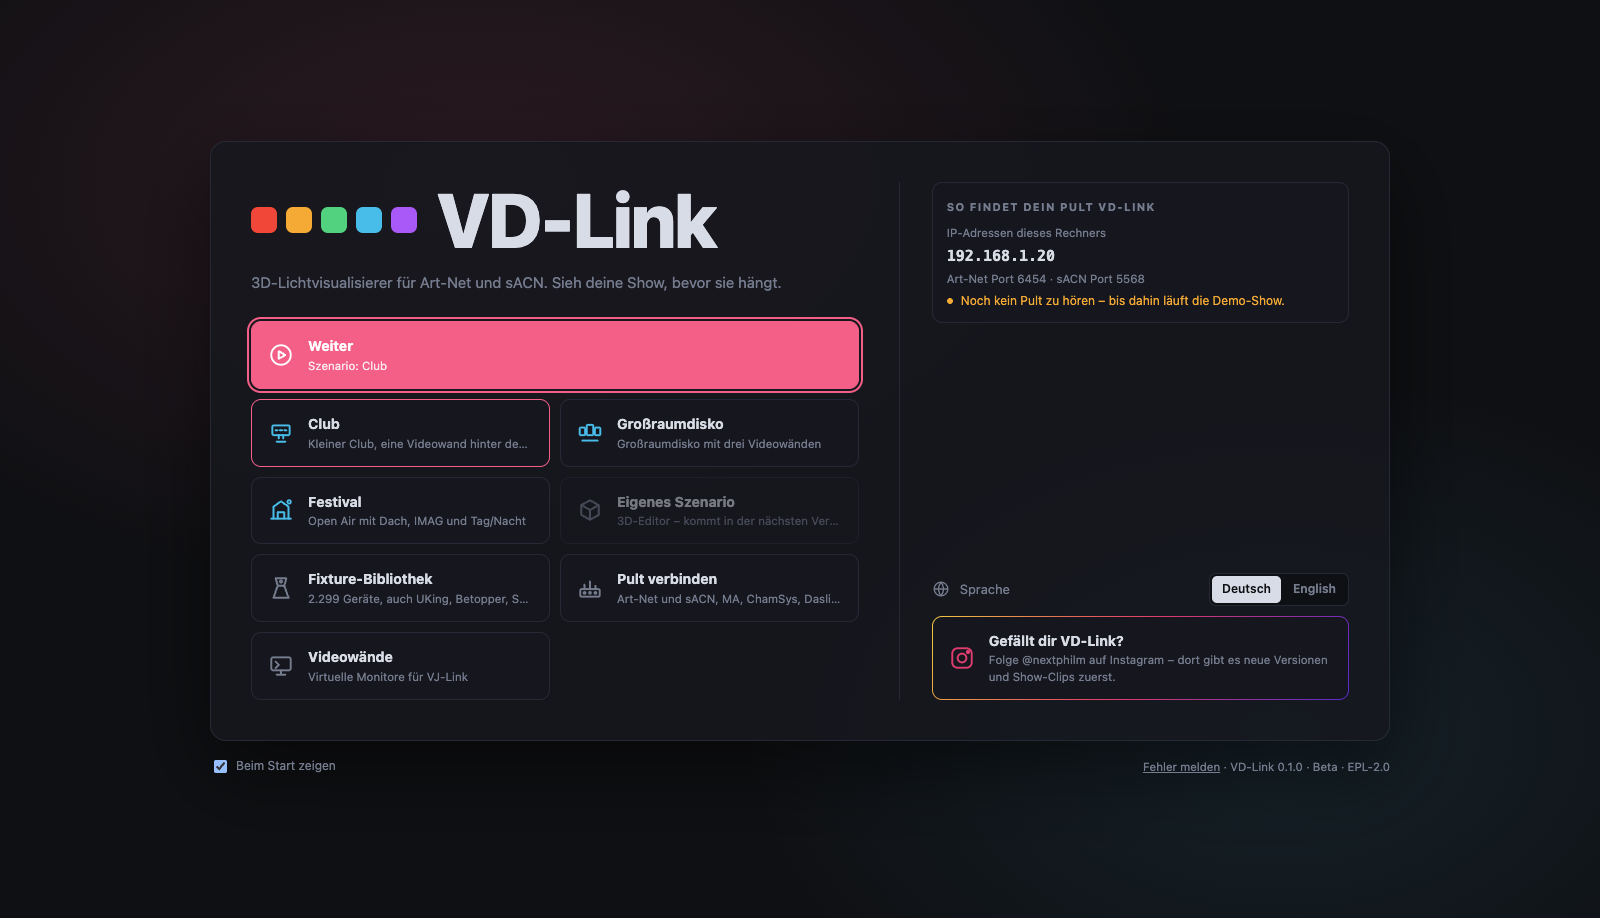 VD-Link
3D-Lichtvisualisierer für Art-Net und sACN. Sieh deine Show, bevor sie hängt.
Weiter
Szenario: Club
Club
Kleiner Club, eine Videowand hinter de...
Großraumdisko
Großraumdisko mit drei Videowänden
Festival
Open Air mit Dach, IMAG und Tag/Nacht
Eigenes Szenario
3D-Editor – kommt in der nächsten Ver...
Fixture-Bibliothek
2.299 Geräte, auch UKing, Betopper, S...
Pult verbinden
Art-Net und sACN, MA, ChamSys, Dasli...
Videowände
Virtuelle Monitore für VJ-Link
SO FINDET DEIN PULT VD-LINK
IP-Adressen dieses Rechners
192.168.1.20
Art-Net Port 6454 · sACN Port 5568
Noch kein Pult zu hören – bis dahin läuft die Demo-Show.
Sprache
Deutsch English
Gefällt dir VD-Link?
Folge @nextphilm auf Instagram – dort gibt es neue Versionen
und Show-Clips zuerst.
Beim Start zeigen
Fehler melden · VD-Link 0.1.0 · Beta · EPL-2.0